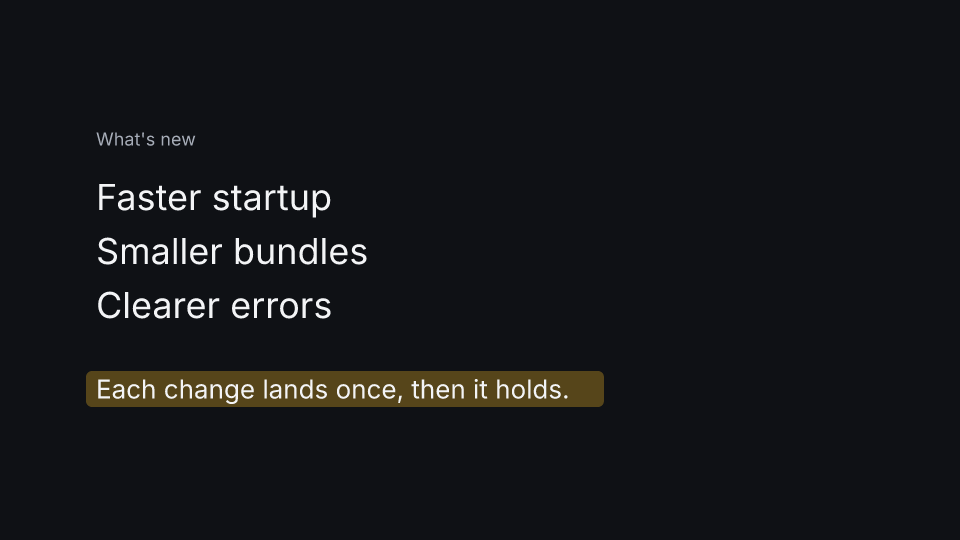 What's new
Faster startup
Smaller bundles
Clearer errors
Each change lands once, then it holds.